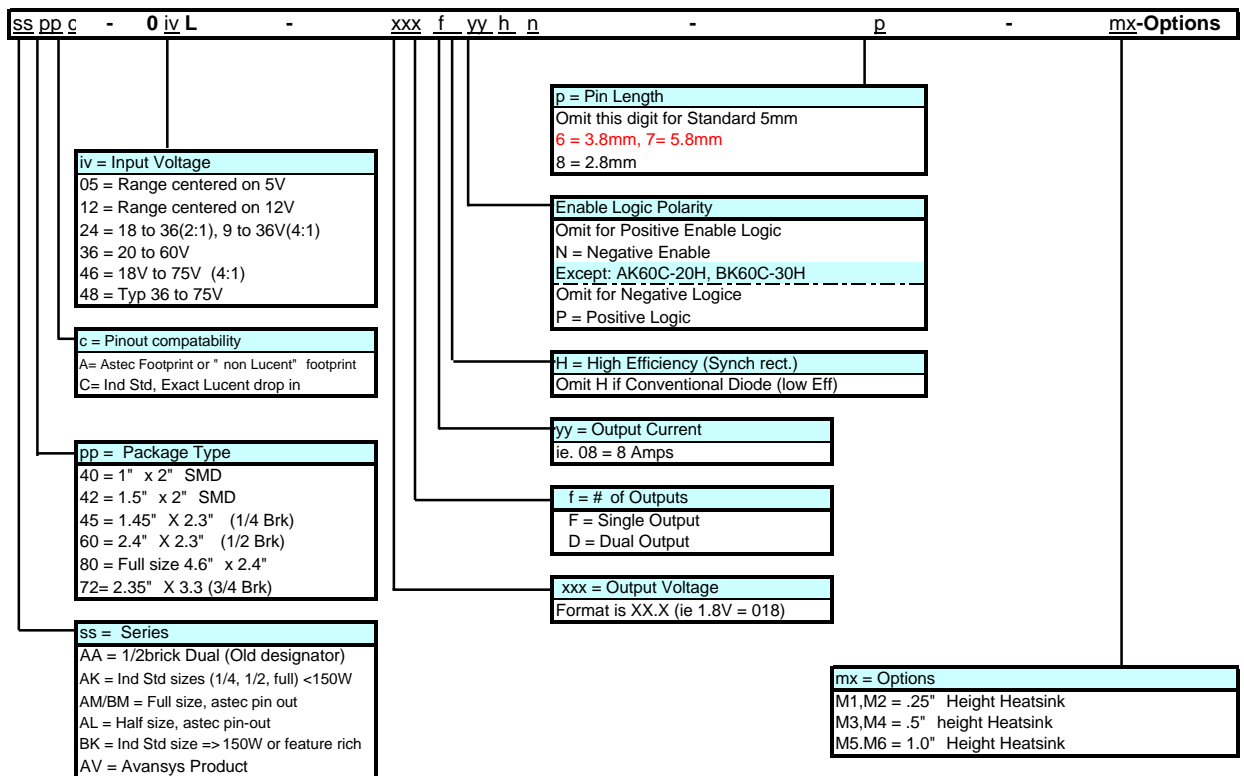 ss pp c - 0 iv L - xxx f yy h n - p - mx-Options
p = Pin Length
Omit this digit for Standard 5mm
6 = 3.8mm, 7= 5.8mm
8 = 2.8mm
iv = Input Voltage
05 = Range centered on 5V
12 = Range centered on 12V
24 = 18 to 36(2:1), 9 to 36V(4:1)
36 = 20 to 60V
46 = 18V to 75V (4:1)
48 = Typ 36 to 75V
Enable Logic Polarity
Omit for Positive Enable Logic
N = Negative Enable
Except: AK60C-20H, BK60C-30H
Omit for Negative Logice
P = Positive Logic
c = Pinout compatability
A= Astec Footprint or " non Lucent" footprint
C= Ind Std, Exact Lucent drop in
H = High Efficiency (Synch rect.)
Omit H if Conventional Diode (low Eff)
yy = Output Current
ie. 08 = 8 Amps
pp = Package Type
40 = 1" x 2" SMD
42 = 1.5" x 2" SMD
45 = 1.45" X 2.3" (1/4 Brk)
60 = 2.4" X 2.3" (1/2 Brk)
80 = Full size 4.6" x 2.4"
72= 2.35" X 3.3 (3/4 Brk)
f = # of Outputs
F = Single Output
D = Dual Output
xxx = Output Voltage
Format is XX.X (ie 1.8V = 018)
ss = Series
AA = 1/2brick Dual (Old designator)
AK = Ind Std sizes (1/4, 1/2, full) <150W
AM/BM = Full size, astec pin out
AL = Half size, astec pin-out
BK = Ind Std size => 150W or feature rich
AV = Avansys Product
mx = Options
M1,M2 = .25" Height Heatsink
M3,M4 = .5" height Heatsink
M5.M6 = 1.0" Height Heatsink